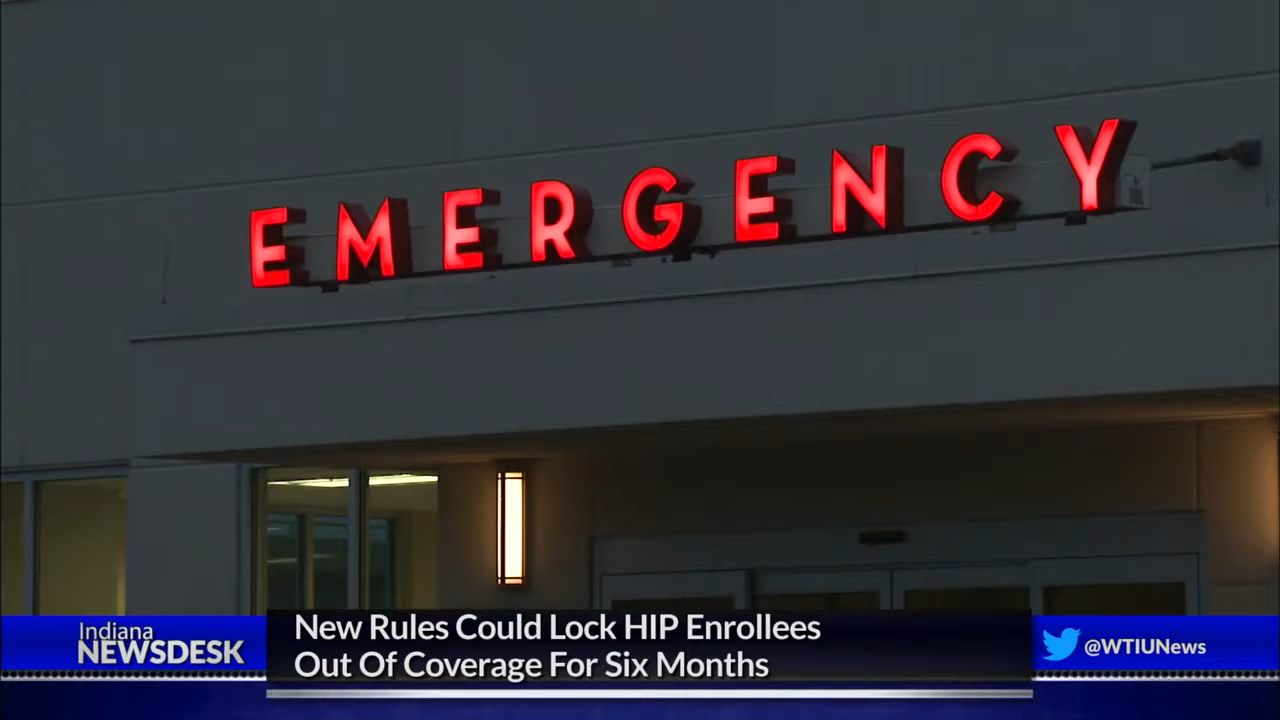 EMERGENCY
Indiana
NEWSDESK
New Rules Could Lock HIP Enrollees
Out Of Coverage For Six Months
@WTIUNews